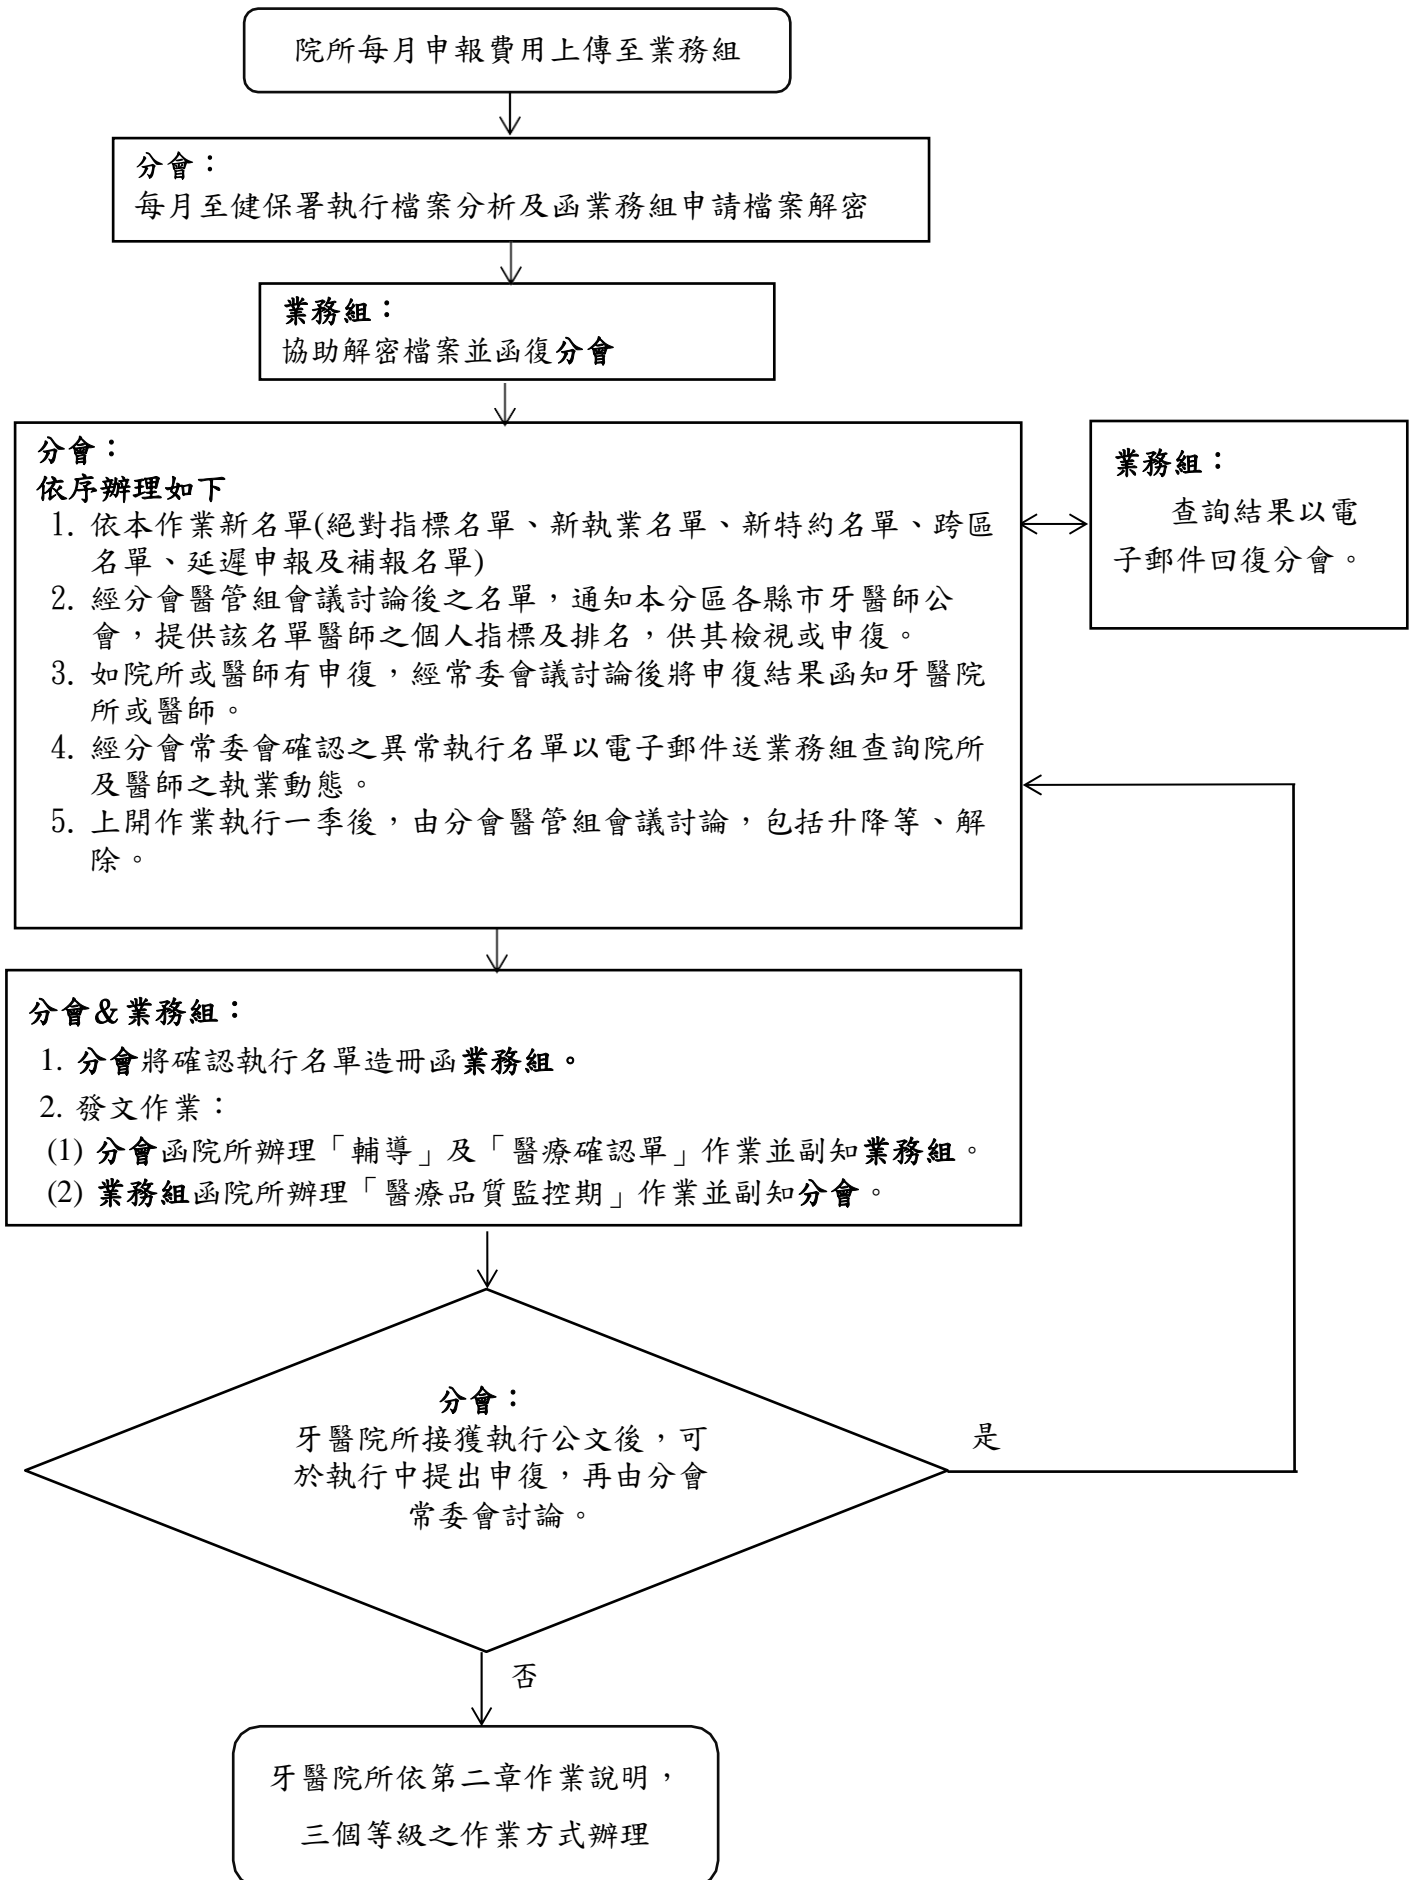 院所每月申報費用上傳至業務組
分會：
每月至健保署執行檔案分析及函業務組申請檔案解密
業務組：
協助解密檔案並函復分會
分會：
依序辦理如下
1. 依本作業新名單(絕對指標名單、新執業名單、新特約名單、跨區
名單、延遲申報及補報名單)
2. 經分會醫管組會議討論後之名單，通知本分區各縣市牙醫師公
會，提供該名單醫師之個人指標及排名，供其檢視或申復。
3. 如院所或醫師有申復，經常委會議討論後將申復結果函知牙醫院
所或醫師。
4. 經分會常委會確認之異常執行名單以電子郵件送業務組查詢院所
及醫師之執業動態。
5. 上開作業執行一季後，由分會醫管組會議討論，包括升降等、解
除。
業務組：
查詢結果以電
子郵件回復分會。
分會＆業務組：
1. 分會將確認執行名單造冊函業務組。
2. 發文作業：
(1) 分會函院所辦理「輔導」及「醫療確認單」作業並副知業務組。
(2) 業務組函院所辦理「醫療品質監控期」作業並副知分會。
分會：
牙醫院所接獲執行公文後，可
於執行中提出申復，再由分會
常委會討論。
是
否
牙醫院所依第二章作業說明，
三個等級之作業方式辦理